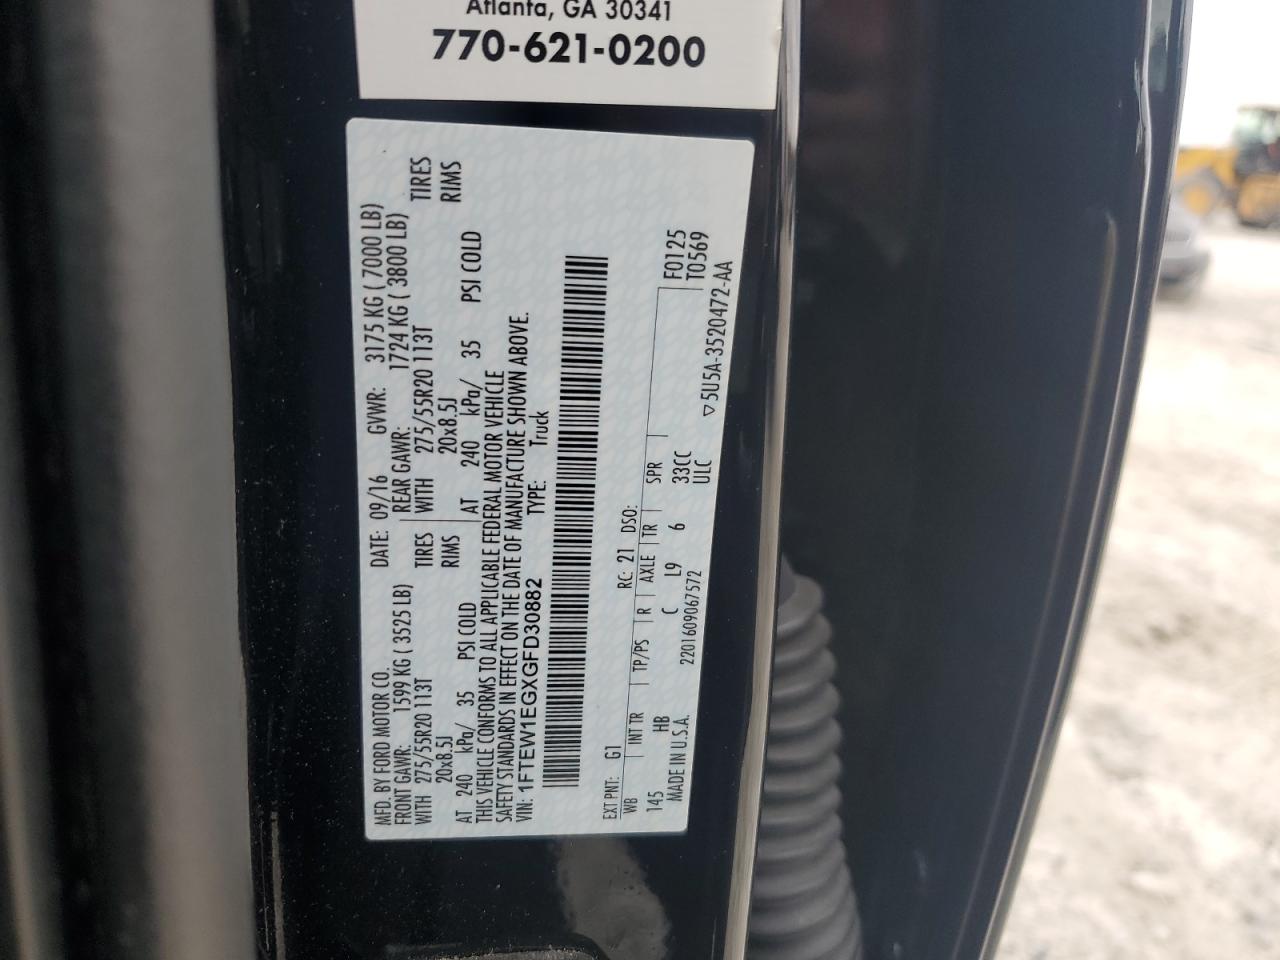 Atlanta, GA 30341
770-621-0200
MFD. BY FORD MOTOR CO. DATE: 09/16 GVWR: 3175 KG ( 7000 LB)
FRONT GAWR: 1599 KG ( 3525 LB) REAR GAWR: 1724 KG ( 3800 LB)
WITH 275/55R20 113T TIRES WITH 275/55R20 113T TIRES
20x8.5J RIMS 20x8.5J RIMS
AT 240 kPa/ 35 PSI COLD AT 240 kPa/ 35 PSI COLD
THIS VEHICLE CONFORMS TO ALL APPLICABLE FEDERAL MOTOR VEHICLE
SAFETY STANDARDS IN EFFECT ON THE DATE OF MANUFACTURE SHOWN ABOVE.
VIN: 1FTEW1EGXGFD30882 TYPE: Truck
EXT PNT: G1 RC: 21 DSO: F0125
WB INT TR TP/PS R AXLE TR SPR T0569
145 HB C L9 6 33CC
MADE IN U.S.A. 2201609067572 ULC ▽5U5A-3520472-AA